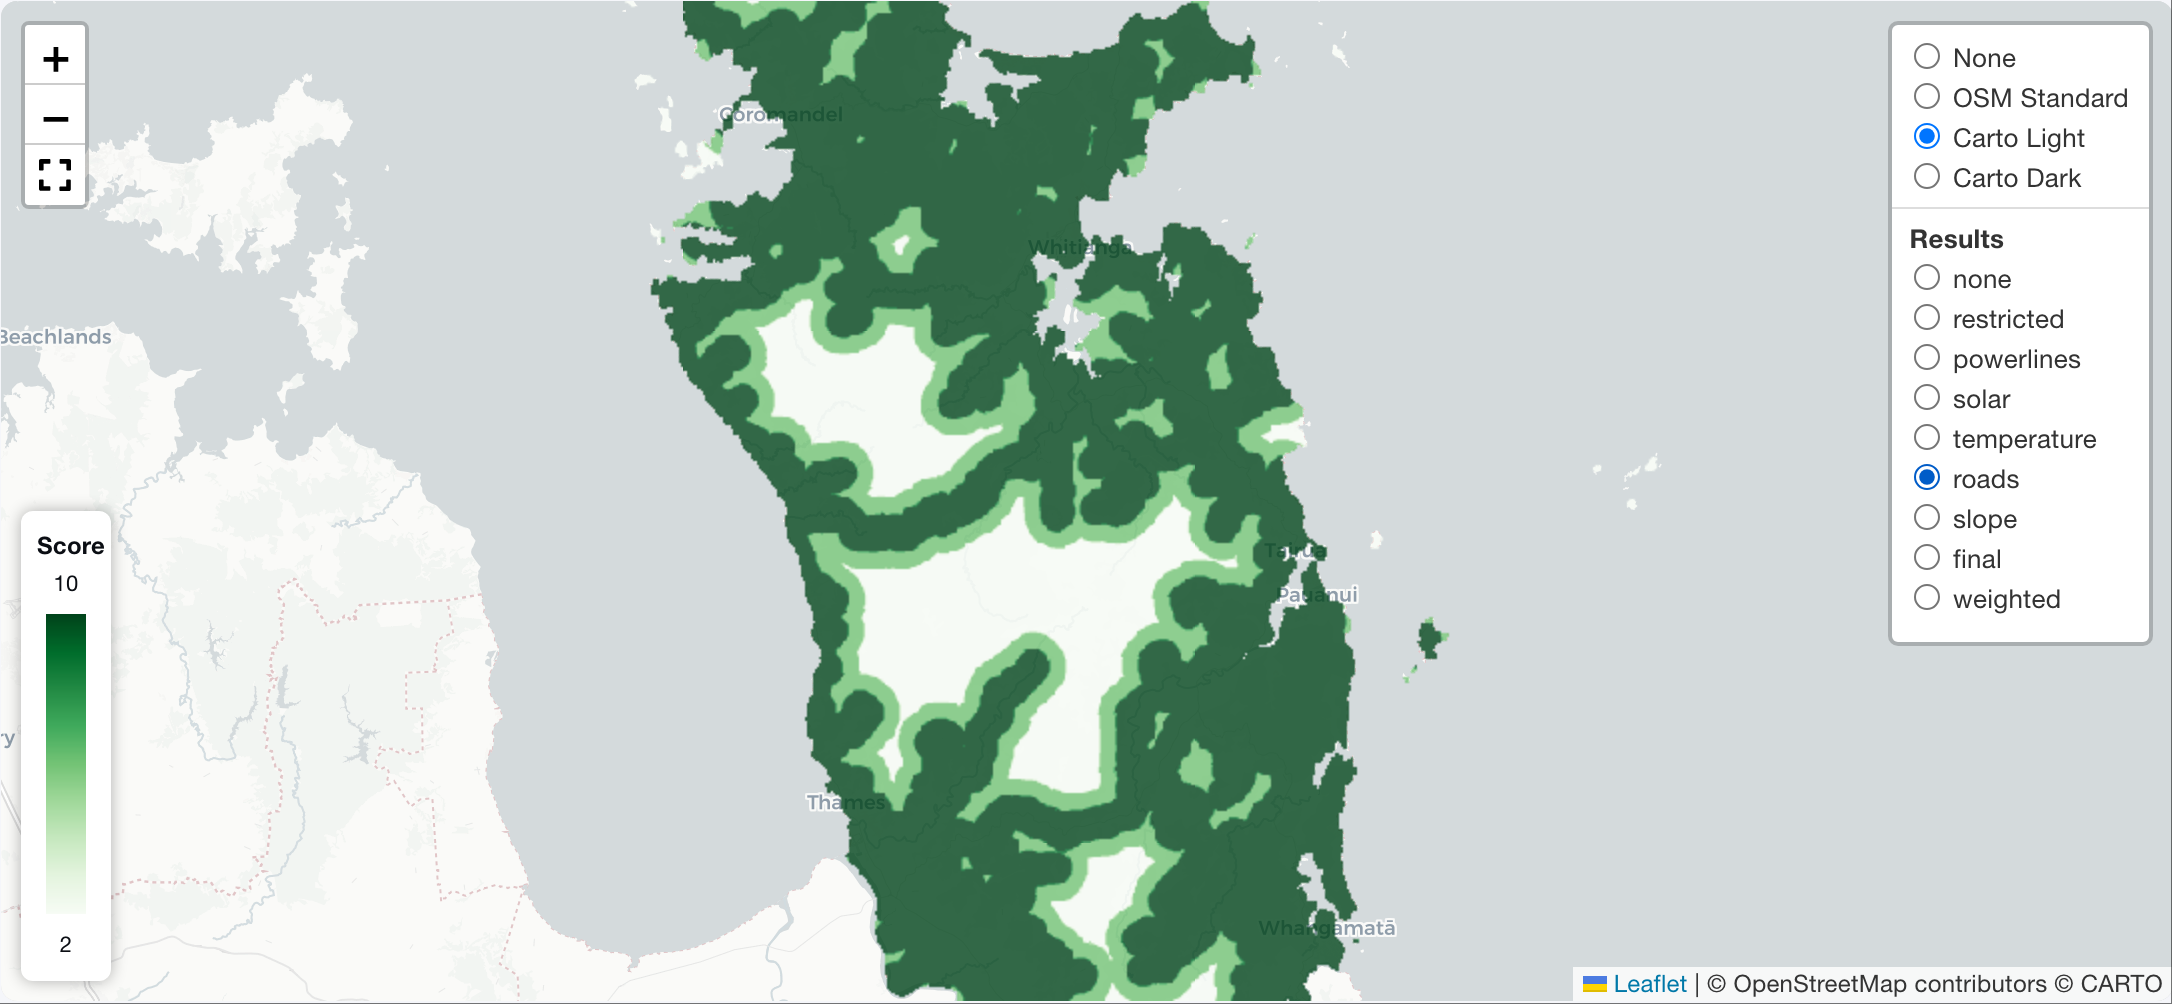 +
−
None
OSM Standard
Carto Light
Carto Dark
Results
none
restricted
powerlines
solar
temperature
roads
slope
final
weighted
Coromandel
Whitianga
Beachlands
Tairua
Pauanui
ry
Thames
Whangamatā
Score
10
2
Leaflet | © OpenStreetMap contributors © CARTO